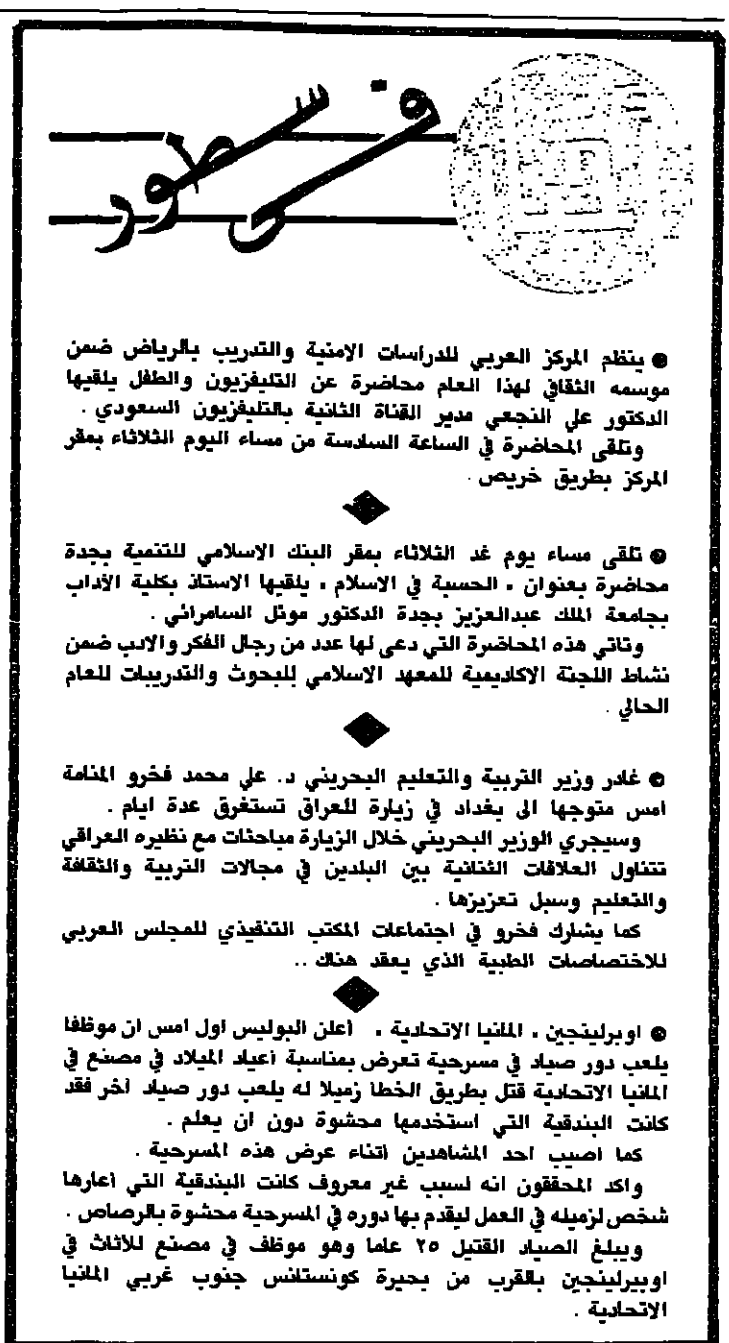 في سطور
● ينظم المركز العربي للدراسات الامنية والتدريب بالرياض ضمن
موسمه الثقافي لهذا العام محاضرة عن التليفزيون والطفل يلقيها
الدكتور علي النجعي مدير القناة الثانية بالتليفزيون السعودي .
وتلقى المحاضرة في الساعة السادسة من مساء اليوم الثلاثاء بمقر
المركز بطريق خريص .
● تلقى مساء يوم غد الثلاثاء بمقر البنك الاسلامي للتنمية بجدة
محاضرة بعنوان « الحسبة في الاسلام » يلقيها الاستاذ بكلية الآداب
بجامعة الملك عبدالعزيز بجدة الدكتور موئل السامرائي .
وتاتي هذه المحاضرة التي دعى لها عدد من رجال الفكر والادب ضمن
نشاط اللجنة الاكاديمية للمعهد الاسلامي للبحوث والتدريبات للعام
الحالي .
● غادر وزير التربية والتعليم البحريني د. علي محمد فخرو المنامة
امس متوجها الى بغداد في زيارة للعراق تستغرق عدة ايام .
وسيجري الوزير البحريني خلال الزيارة مباحثات مع نظيره العراقي
تتناول العلاقات الثنائية بين البلدين في مجالات التربية والثقافة
والتعليم وسبل تعزيزها .
كما يشارك فخرو في اجتماعات المكتب التنفيذي للمجلس العربي
للاختصاصات الطبية الذي يعقد هناك ..
● اوبرلينجين « المانيا الاتحادية » أعلن البوليس اول امس ان موظفا
يلعب دور صياد في مسرحية تعرض بمناسبة أعياد الميلاد في مصنع في
المانيا الاتحادية قتل بطريق الخطا زميلا له يلعب دور صياد آخر فقد
كانت البندقية التي استخدمها محشوة دون ان يعلم .
كما اصيب احد المشاهدين اثناء عرض هذه المسرحية .
واكد المحققون انه لسبب غير معروف كانت البندقية التي أعارها
شخص لزميله في العمل ليقدم بها دوره في المسرحية محشوة بالرصاص .
ويبلغ الصياد القتيل ٢٥ عاما وهو موظف في مصنع للاثاث في
اوبيرلينجين بالقرب من بحيرة كونستانس جنوب غربي المانيا
الاتحادية .